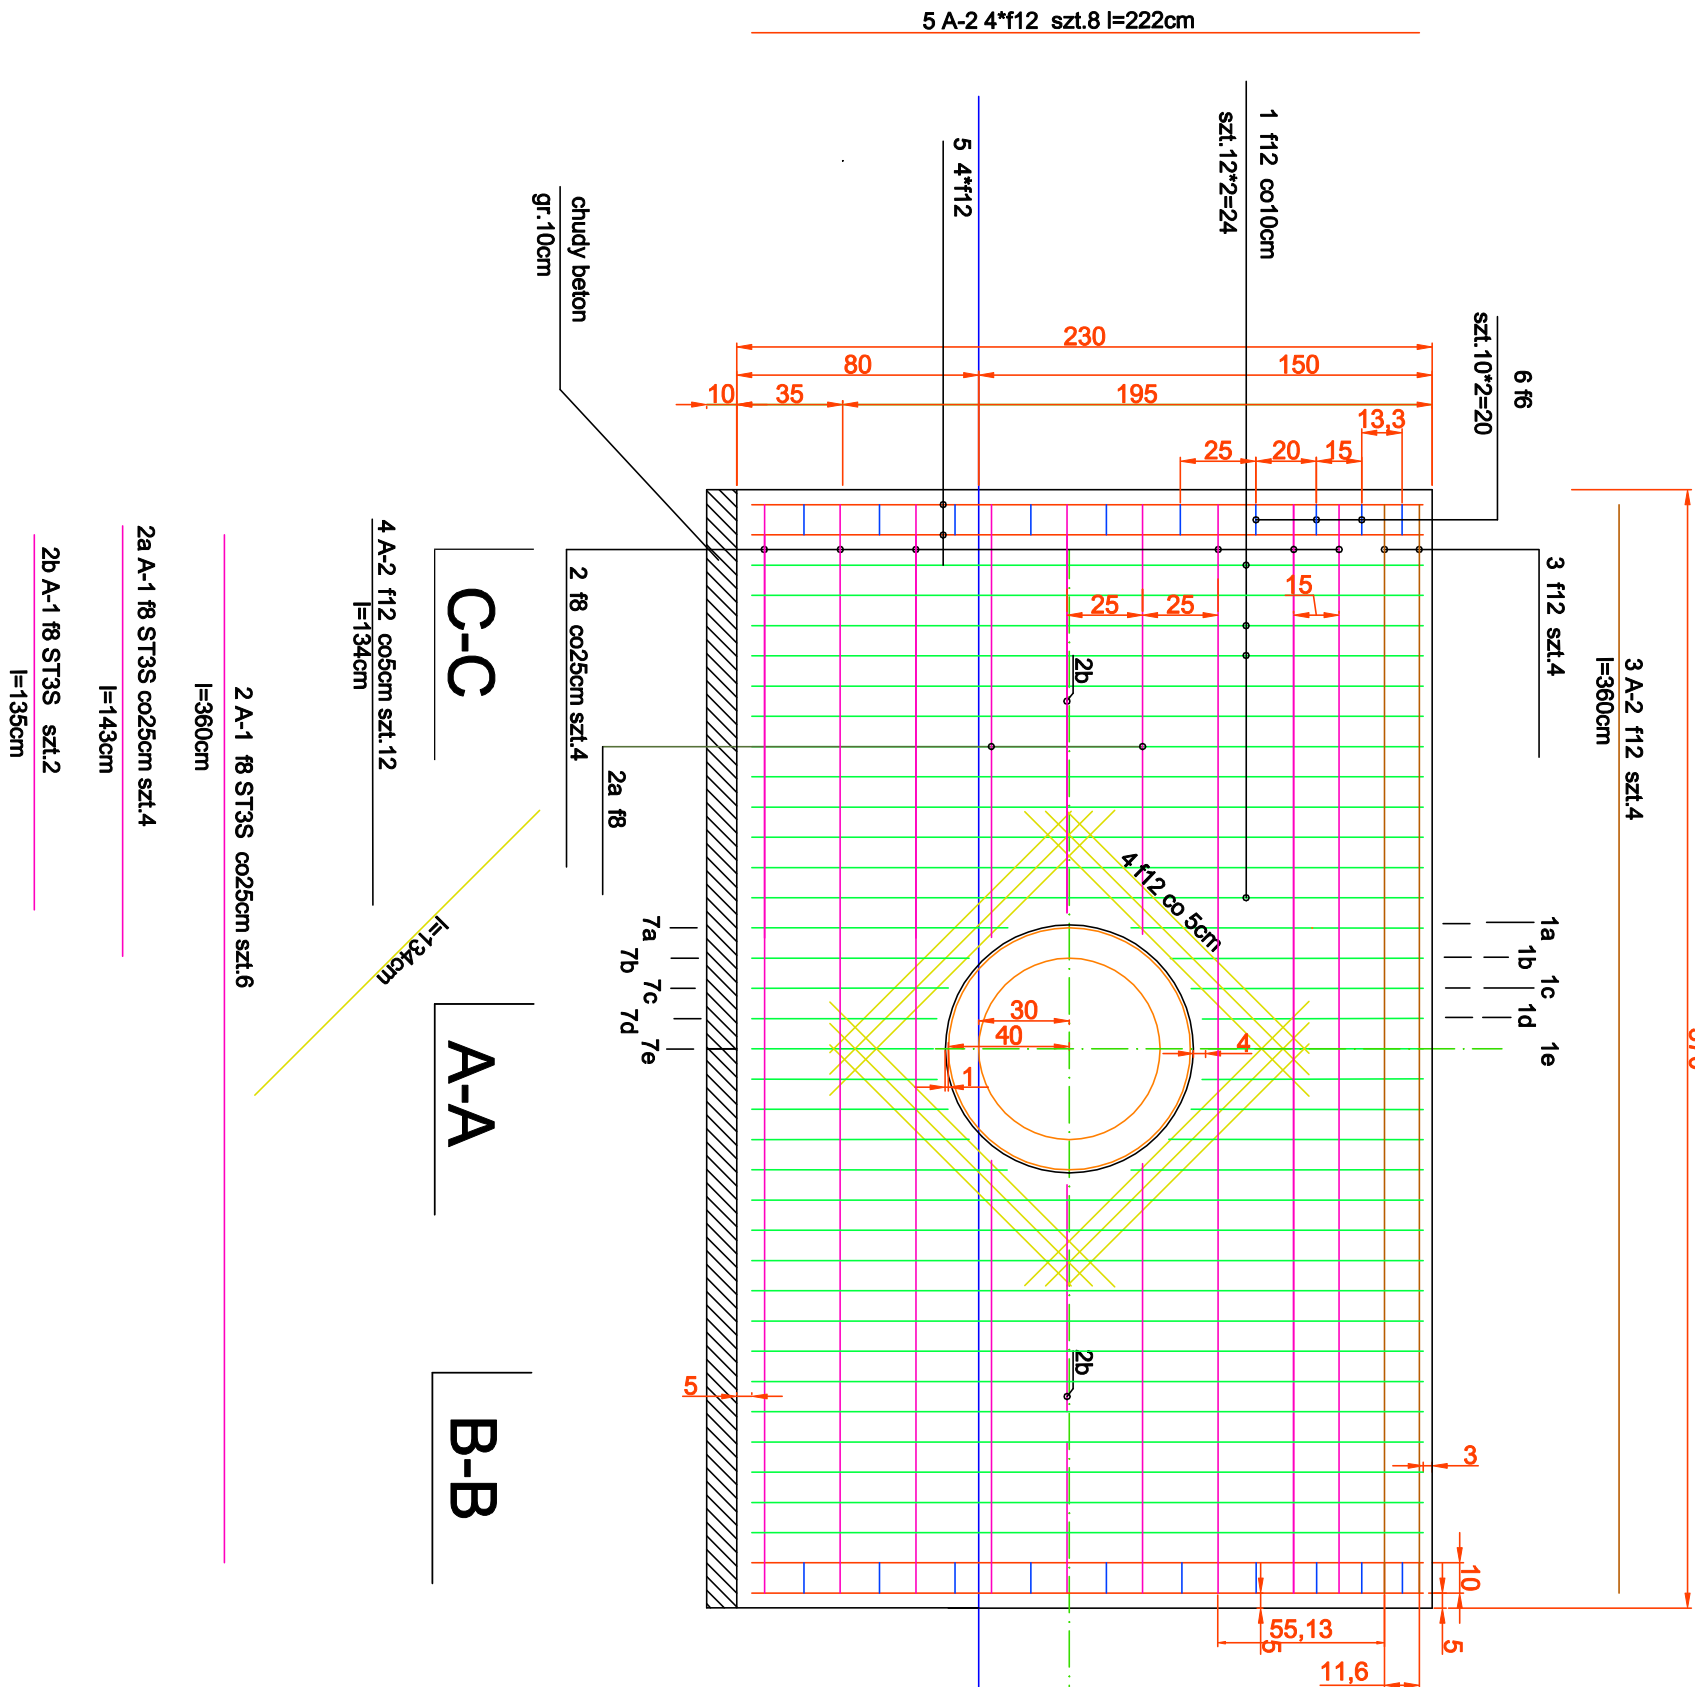 5 A-2 4*f12 szt.8 l=222cm
1 f12 co10cm
szt.12*2=24
5 4*f12
chudy beton
gr.10cm
6 f6
szt.10*2=20
230
80
150
10
35
195
13,3
25
20
15
3 f12 szt.4
3 A-2 f12 szt.4
l=360cm
25
25
15
2b
2 f8 co25cm szt.4
2a f8
C-C
4 A-2 f12 co5cm szt.12
l=134cm
2a A-1 f8 ST3S co25cm szt.4
l=143cm
2b A-1 f8 ST3S szt.2
l=135cm
2 A-1 f8 ST3S co25cm szt.6
l=360cm
l=134cm
4 f12 co 5cm
7a
7b
7c
7d
7e
1a
1b
1c
1d
1e
30
40
4
1
A-A
B-B
2b
5
3
10
5
5
55,13
11,6